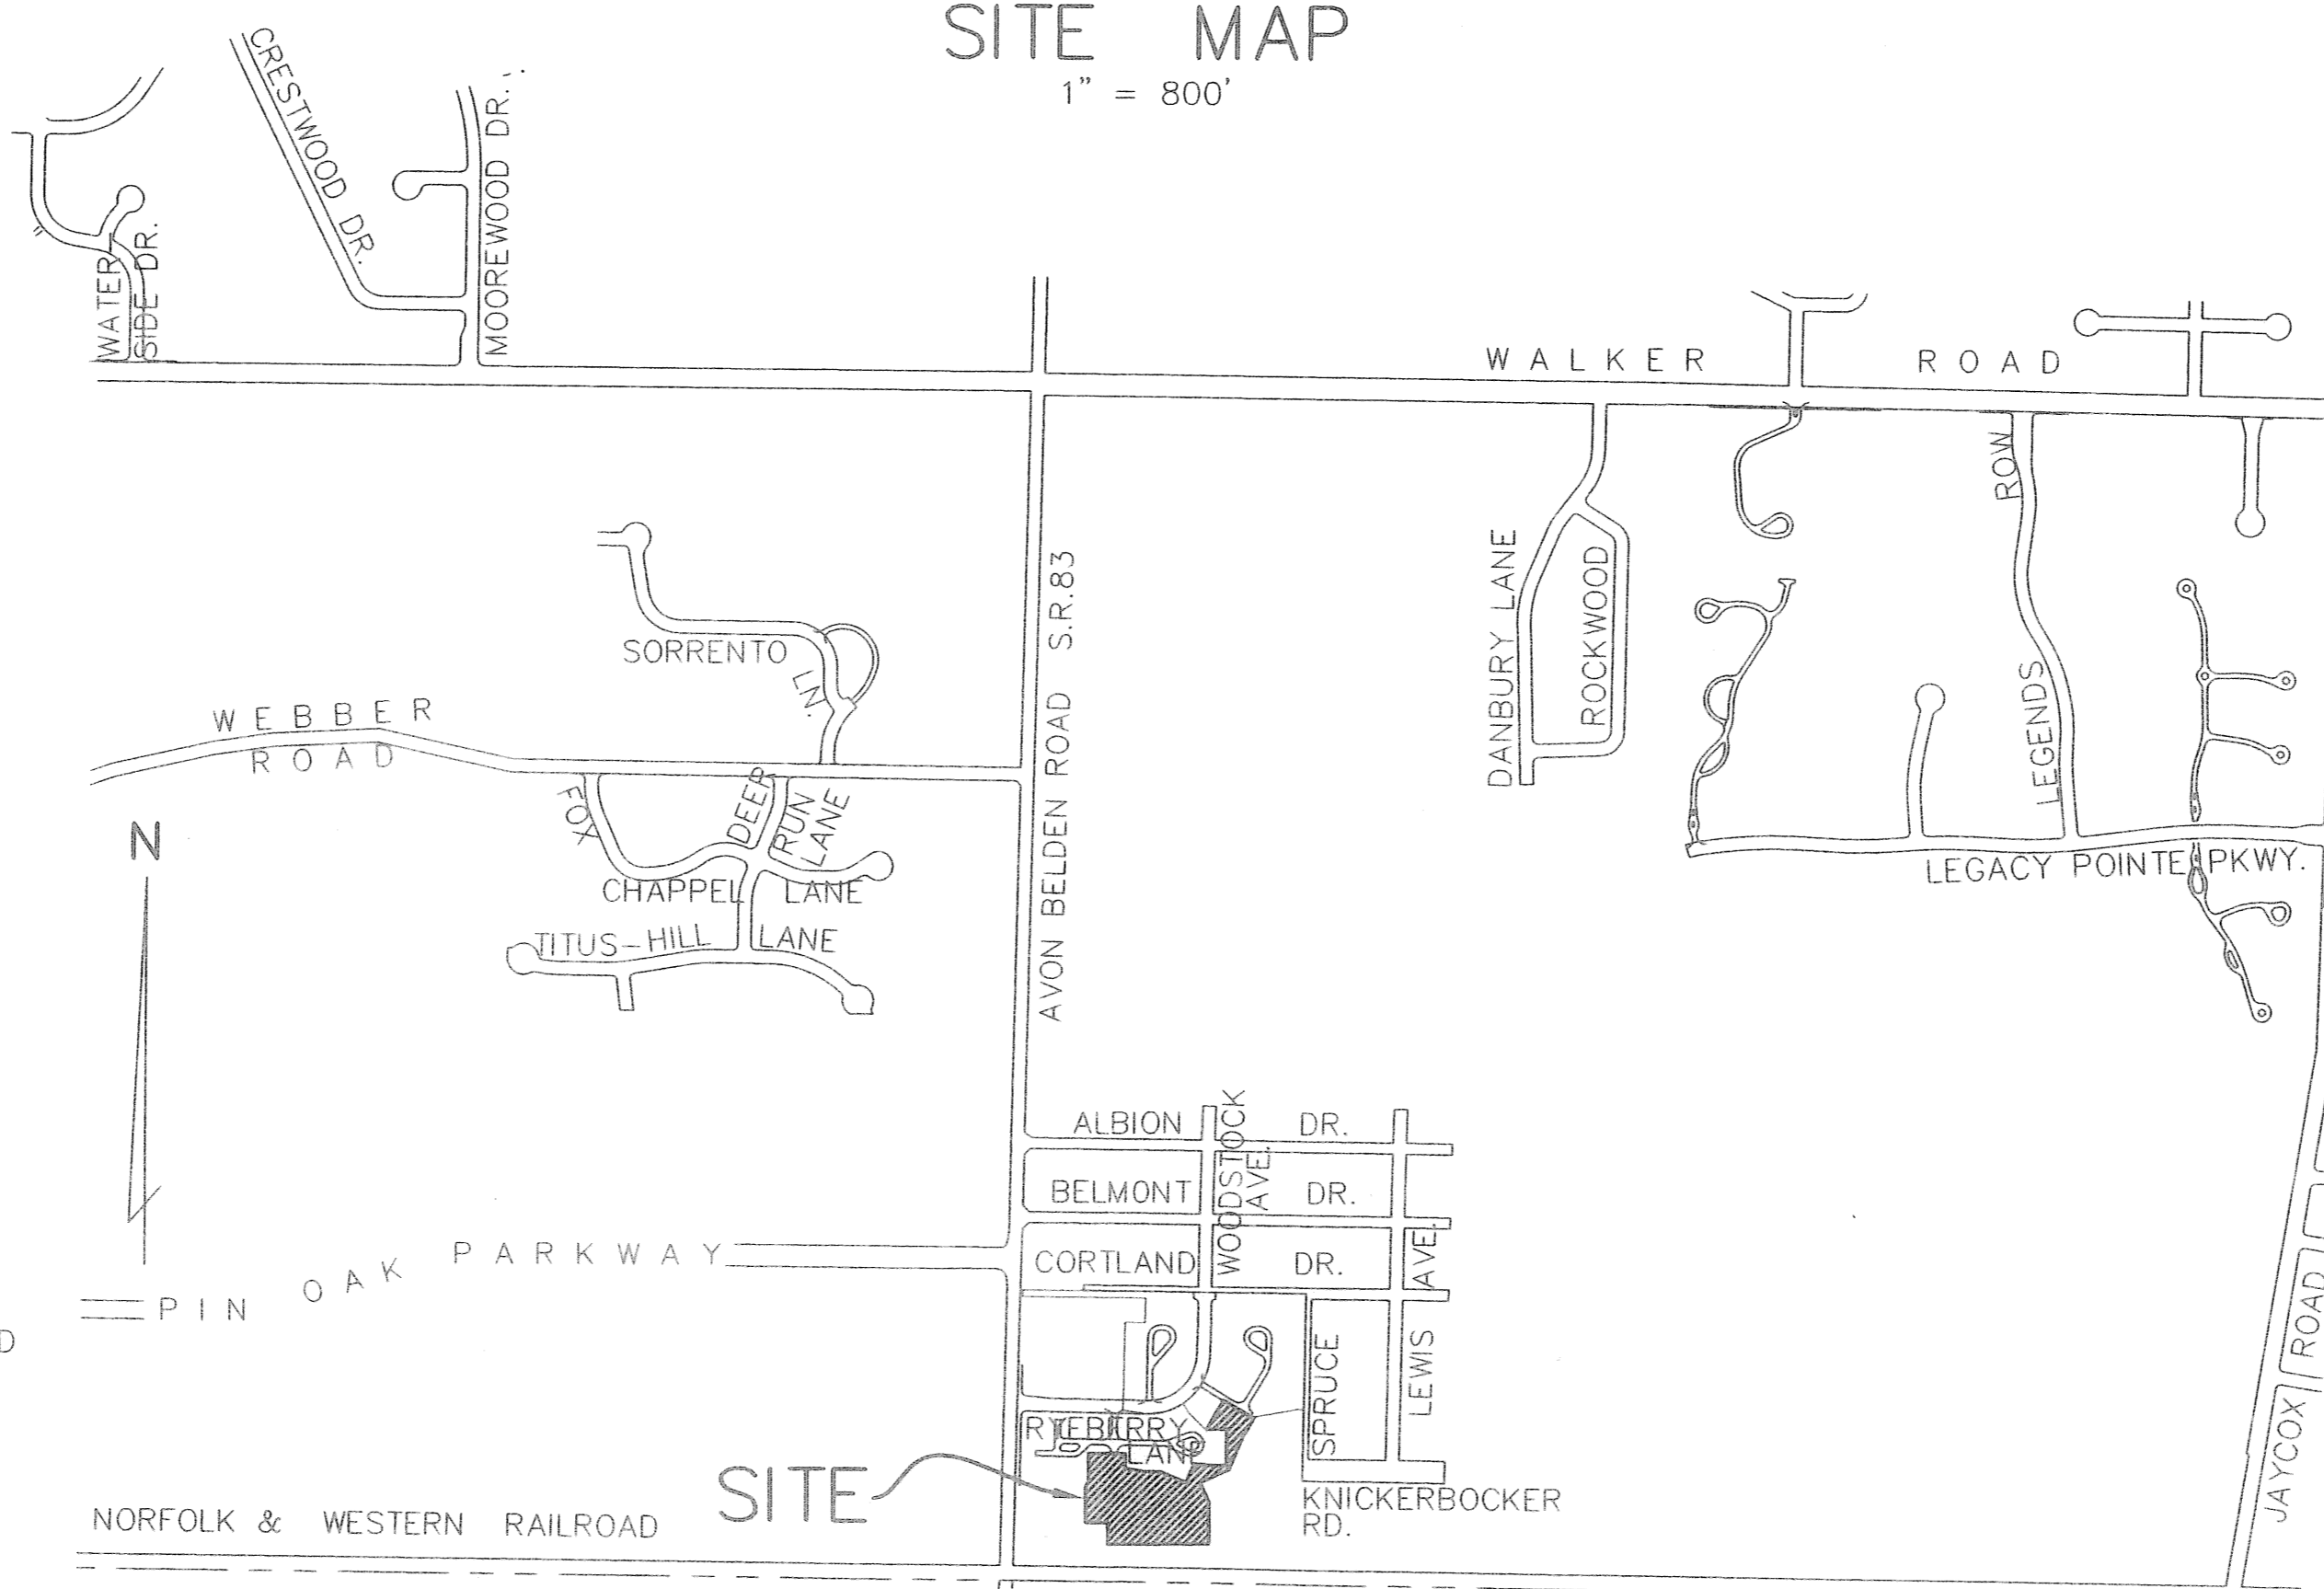 SITE MAP
1" = 800'
CRESTWOOD DR.
MOOREWOOD DR.
WATER-
SIDE DR.
WALKER ROAD
LEGENDS ROW
DANBURY LANE
ROCKWOOD
AVON BELDEN ROAD S.R.83
SORRENTO LN.
WEBBER
ROAD
FOX
DEER
RUN
LANE
CHAPPEL LANE
TITUS-HILL LANE
LEGACY POINTE PKWY.
N
ALBION DR.
WOODSTOCK
AVE.
BELMONT DR.
CORTLAND DR.
LEWIS AVE.
SPRUCE
PIN OAK PARKWAY
D
RYEBERRY
LANE
SITE
KNICKERBOCKER
RD.
NORFOLK & WESTERN RAILROAD
JAYCOX ROAD